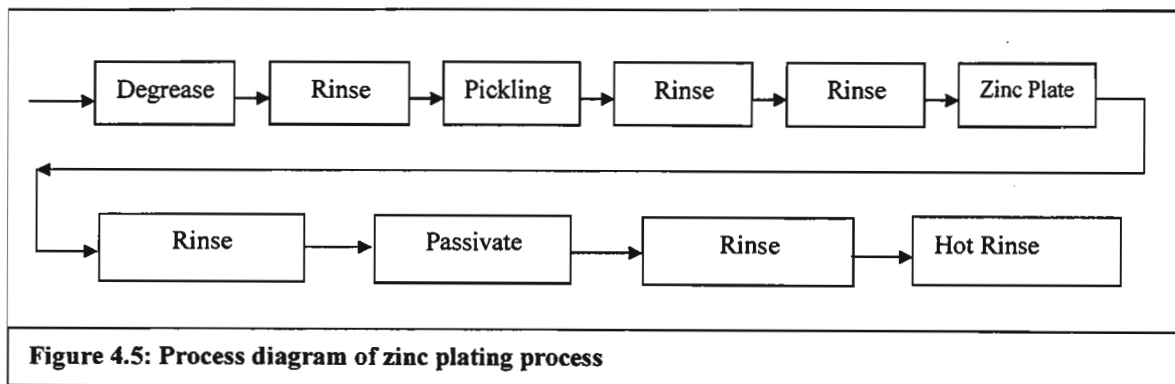 Degrease Rinse Pickling Rinse Rinse Zinc Plate
Rinse Passivate Rinse Hot Rinse
Figure 4.5: Process diagram of zinc plating process